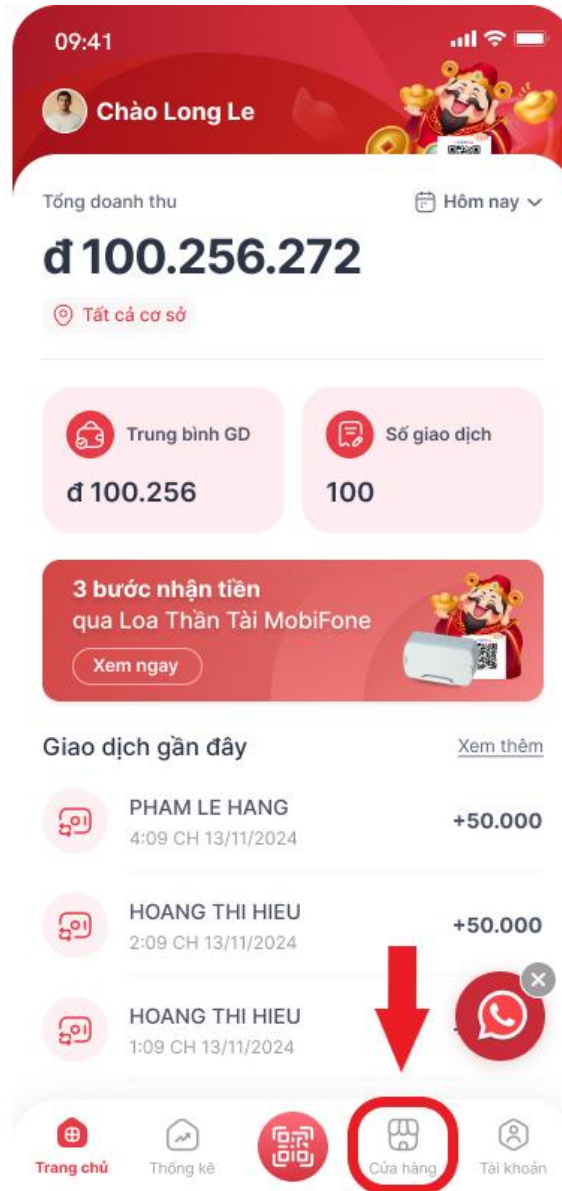 09:41
Chào Long Le
Tổng doanh thu
Hôm nay
đ 100.256.272
Tất cả cơ sở
Trung bình GD
Số giao dịch
đ 100.256
100
3 bước nhận tiền
qua Loa Thần Tài MobiFone
Xem ngay
Giao dịch gần đây
Xem thêm
PHAM LE HANG
+50.000
4:09 CH 13/11/2024
HOANG THI HIEU
+50.000
2:09 CH 13/11/2024
HOANG THI HIEU
1:09 CH 13/11/2024
Trang chủ
Thống kê
Cửa hàng
Tài khoản